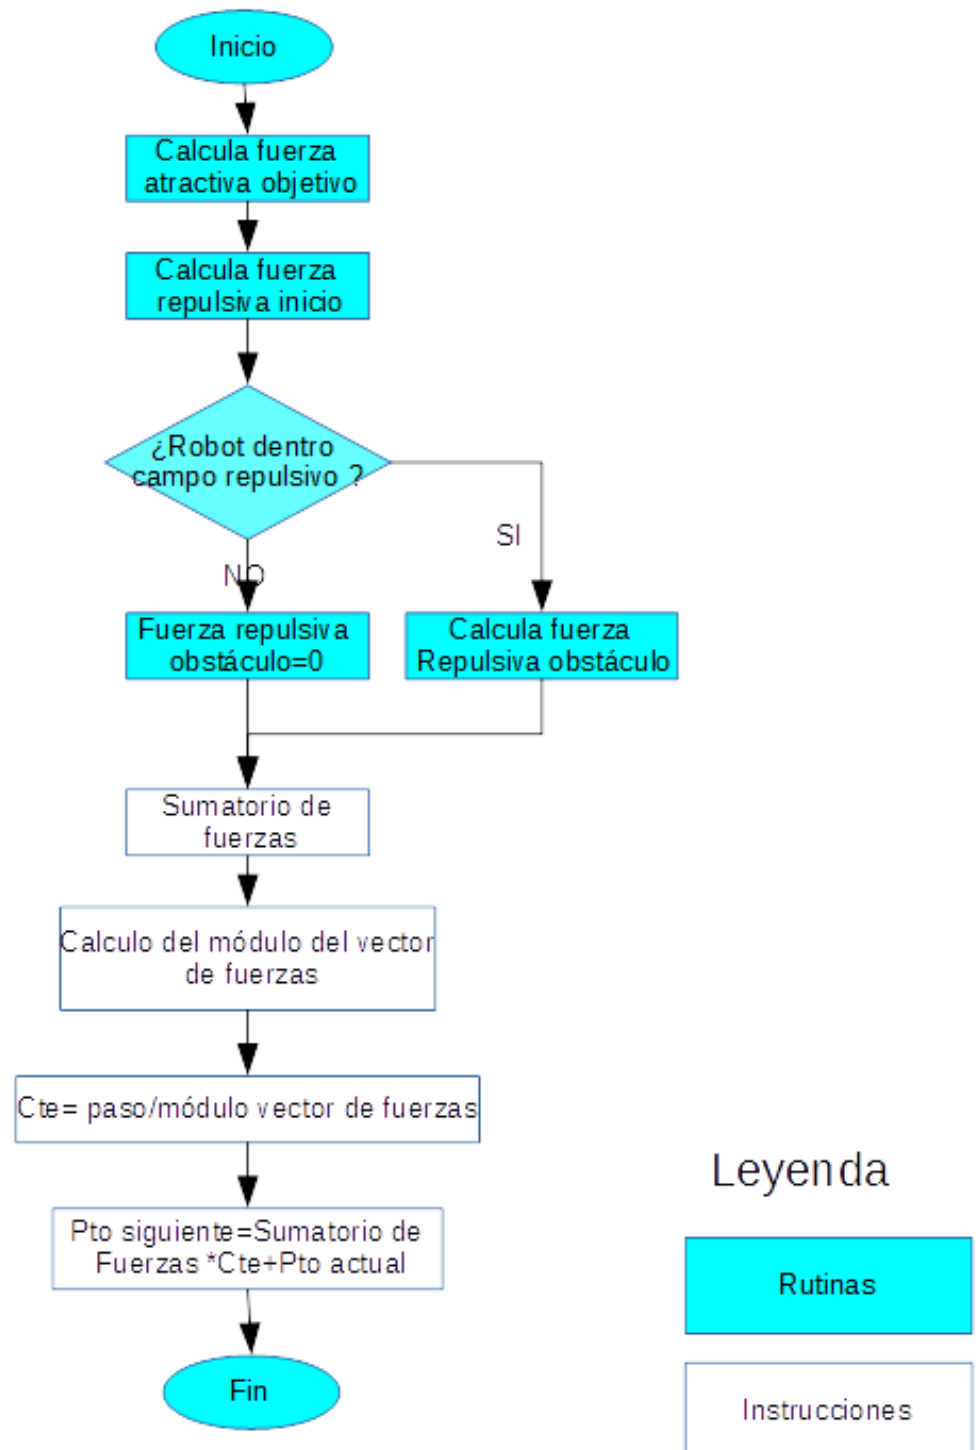 Inicio
Calcula fuerza
atractiva objetivo
Calcula fuerza
repulsiva inicio
¿Robot dentro
campo repulsivo ?
SI
NO
Fuerza repulsiva
obstáculo=0
Calcula fuerza
Repulsiva obstáculo
Sumatorio de
fuerzas
Calculo del módulo del vector
de fuerzas
Cte= paso/módulo vector de fuerzas
Pto siguiente=Sumatorio de
Fuerzas *Cte+Pto actual
Fin
Leyenda
Rutinas
Instrucciones